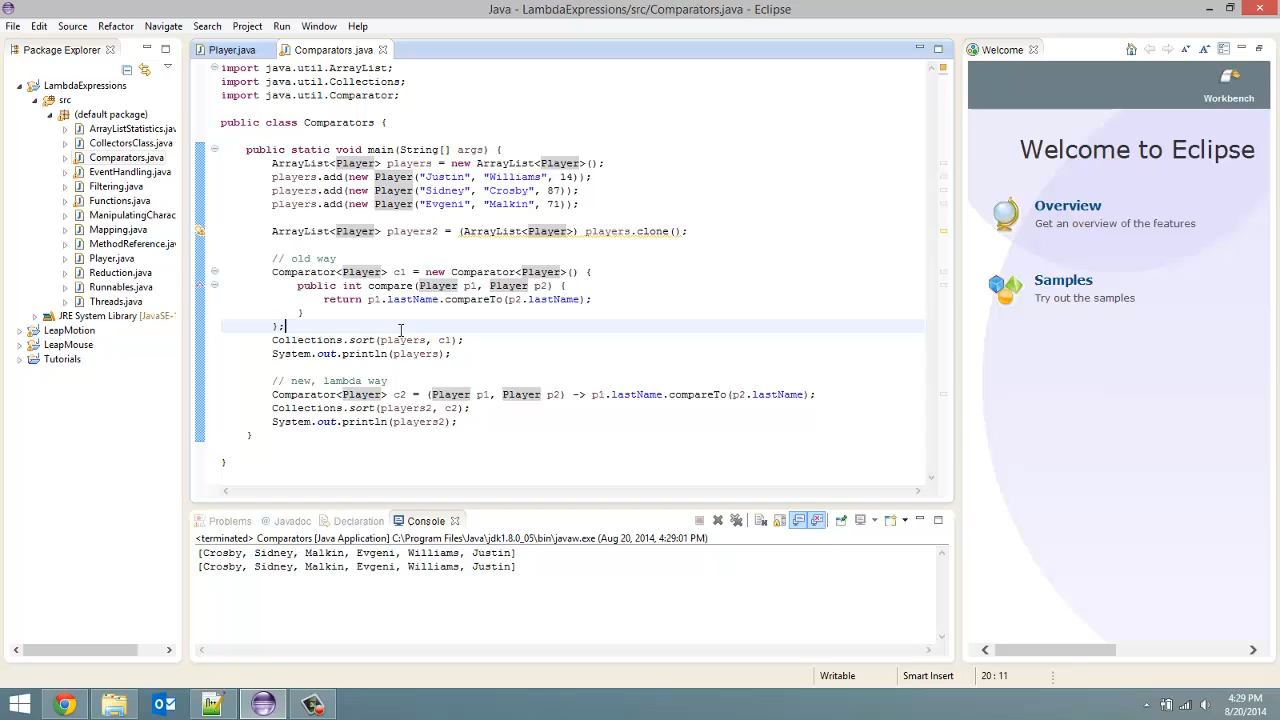 Java - LambdaExpressions/src/Comparators.java - Eclipse
File Edit Source Refactor Navigate Search Project Run Window Help
Package Explorer
LambdaExpressions
src
(default package)
ArrayListStatistics.jav
CollectorsClass.java
Comparators.java
EventHandling.java
Filtering.java
Functions.java
ManipulatingCharac
Mapping.java
MethodReference.jav
Player.java
Reduction.java
Runnables.java
Threads.java
JRE System Library [JavaSE-
LeapMotion
LeapMouse
Tutorials
Player.java Comparators.java
import java.util.ArrayList;
import java.util.Collections;
import java.util.Comparator;
public class Comparators {
public static void main(String[] args) {
ArrayList<Player> players = new ArrayList<Player>();
players.add(new Player("Justin", "Williams", 14));
players.add(new Player("Sidney", "Crosby", 87));
players.add(new Player("Evgeni", "Malkin", 71));
ArrayList<Player> players2 = (ArrayList<Player>) players.clone();
// old way
Comparator<Player> c1 = new Comparator<Player>() {
public int compare(Player p1, Player p2) {
return p1.lastName.compareTo(p2.lastName);
}
};
Collections.sort(players, c1);
System.out.println(players);
// new, lambda way
Comparator<Player> c2 = (Player p1, Player p2) -> p1.lastName.compareTo(p2.lastName);
Collections.sort(players2, c2);
System.out.println(players2);
}
}
Welcome
Workbench
Welcome to Eclipse
Overview
Get an overview of the features
Samples
Try out the samples
Problem Javadoc Declaration Console
<terminated> Comparators [Java Application] C:\Program Files\Java\jdk1.8.0_05\bin\javaw.exe (Aug 20, 2014, 4:29:01 PM)
[Crosby, Sidney, Malkin, Evgeni, Williams, Justin]
[Crosby, Sidney, Malkin, Evgeni, Williams, Justin]
Writable Smart Insert 20 : 11
4:29 PM
8/20/2014